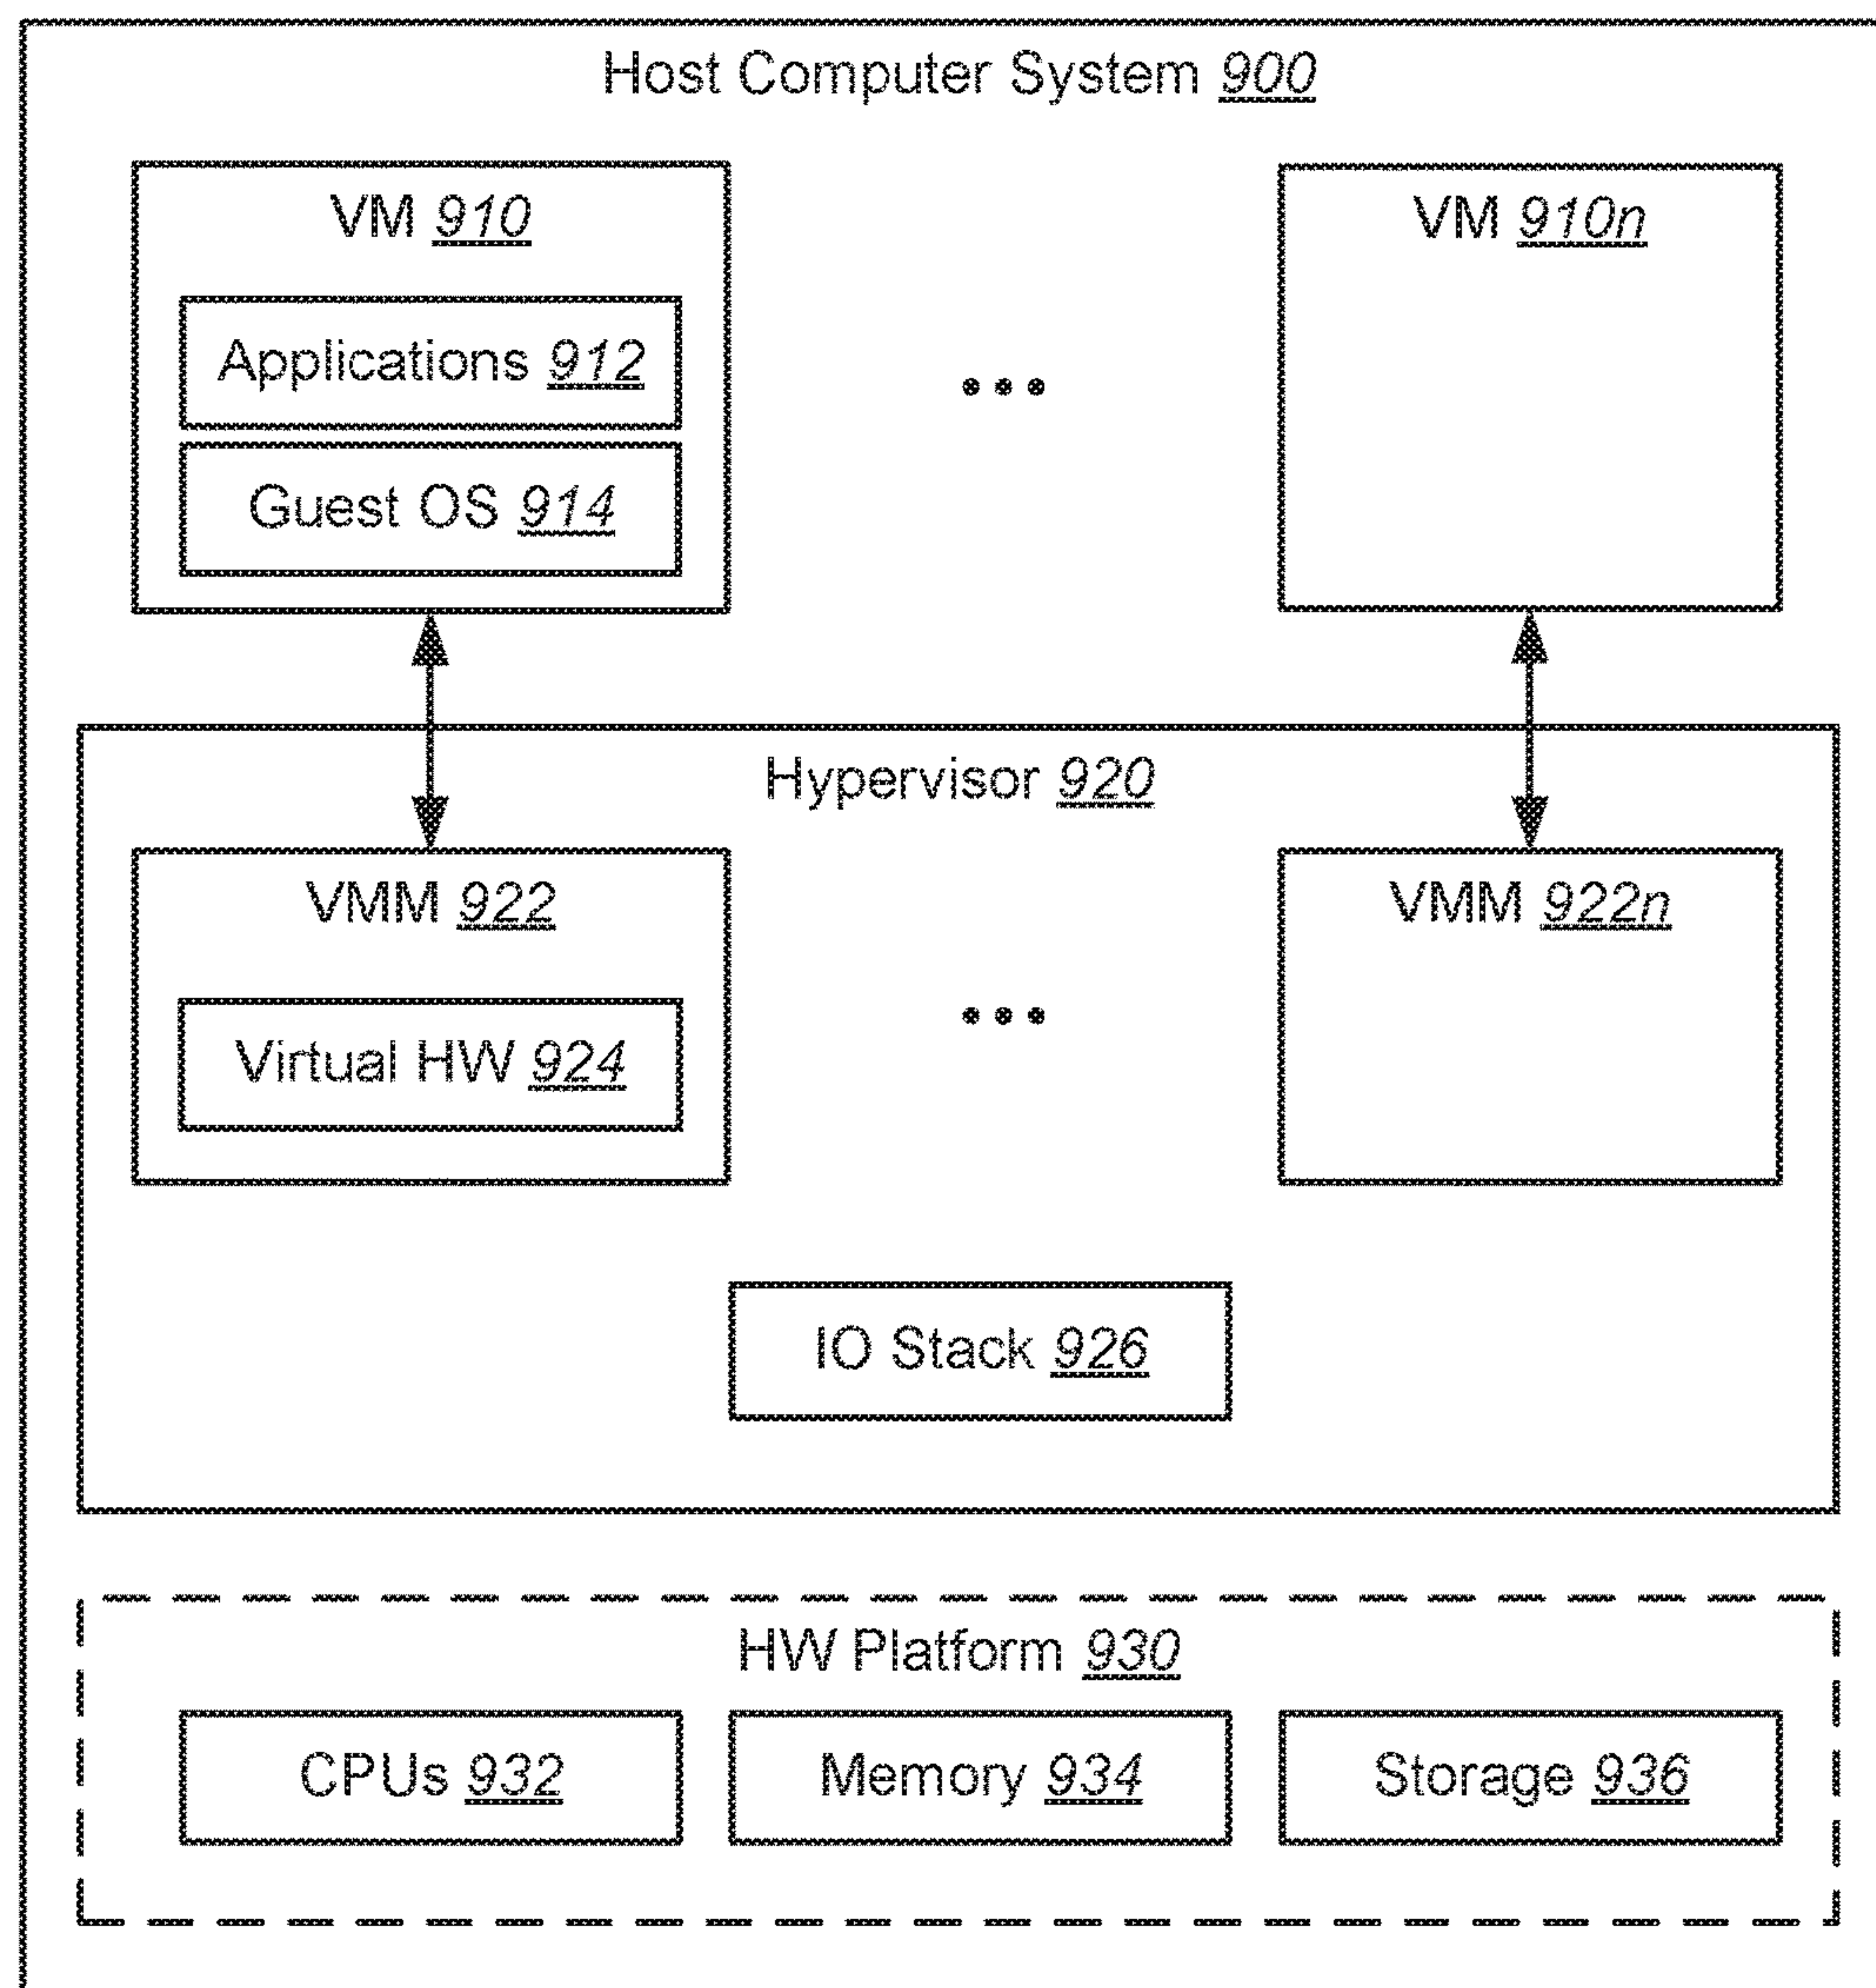 Host Computer System 900
VM 910
VM 910n
Applications 912
Guest OS 914
Hypervisor 920
VMM 922
VMM 922n
Virtual HW 924
IO Stack 926
HW Platform 930
CPUs 932
Memory 934
Storage 936